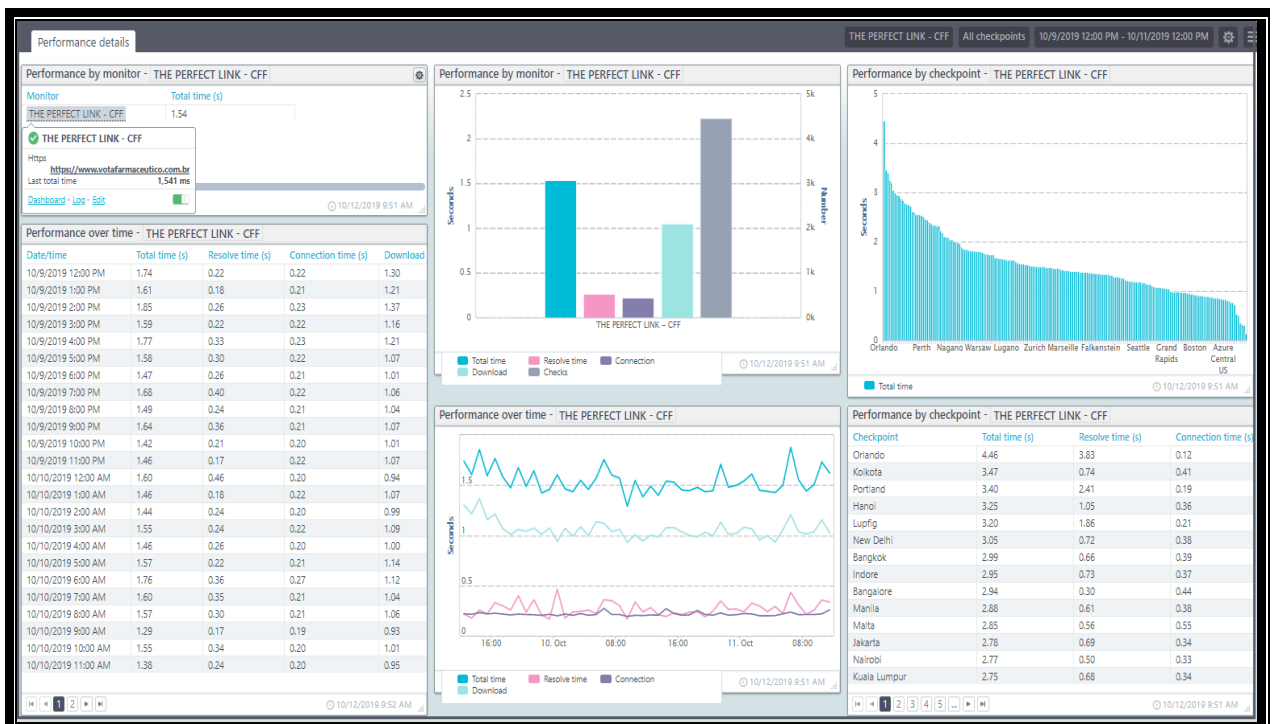 Performance details
THE PERFECT LINK - CFF
All checkpoints
10/9/2019 12:00 PM - 10/11/2019 12:00 PM
Performance by monitor - THE PERFECT LINK - CFF
Monitor Total time (s)
THE PERFECT LINK - CFF 1.54
THE PERFECT LINK - CFF
Https
https://www.votafarmaceutico.com.br
Last total time 1,541 ms
Dashboard - Log - Edit
10/12/2019 9:51 AM
Performance over time - THE PERFECT LINK - CFF
Date/time Total time (s) Resolve time (s) Connection time (s) Download
10/9/2019 12:00 PM 1.74 0.22 0.22 1.30
10/9/2019 1:00 PM 1.61 0.18 0.21 1.21
10/9/2019 2:00 PM 1.85 0.26 0.23 1.37
10/9/2019 3:00 PM 1.59 0.22 0.22 1.16
10/9/2019 4:00 PM 1.77 0.33 0.23 1.21
10/9/2019 5:00 PM 1.58 0.30 0.22 1.07
10/9/2019 6:00 PM 1.47 0.26 0.21 1.01
10/9/2019 7:00 PM 1.68 0.40 0.22 1.06
10/9/2019 8:00 PM 1.49 0.24 0.21 1.04
10/9/2019 9:00 PM 1.64 0.36 0.21 1.07
10/9/2019 10:00 PM 1.42 0.21 0.20 1.01
10/9/2019 11:00 PM 1.46 0.17 0.22 1.07
10/10/2019 12:00 AM 1.60 0.46 0.20 0.94
10/10/2019 1:00 AM 1.46 0.18 0.22 1.07
10/10/2019 2:00 AM 1.44 0.24 0.20 0.99
10/10/2019 3:00 AM 1.55 0.24 0.22 1.09
10/10/2019 4:00 AM 1.46 0.26 0.20 1.00
10/10/2019 5:00 AM 1.57 0.22 0.21 1.14
10/10/2019 6:00 AM 1.76 0.36 0.27 1.12
10/10/2019 7:00 AM 1.60 0.35 0.21 1.04
10/10/2019 8:00 AM 1.57 0.30 0.21 1.06
10/10/2019 9:00 AM 1.29 0.17 0.19 0.93
10/10/2019 10:00 AM 1.55 0.34 0.20 1.01
10/10/2019 11:00 AM 1.38 0.24 0.20 0.95
1 2
10/12/2019 9:52 AM
Performance by monitor - THE PERFECT LINK - CFF
2.5 5k
2 4k
1.5 3k
1 2k
0.5 1k
0 0k
Seconds
Number
THE PERFECT LINK - CFF
Total time Resolve time Connection
Download Checks
10/12/2019 9:51 AM
Performance over time - THE PERFECT LINK - CFF
1.5
1
0.5
0
Seconds
16:00 10. Oct 08:00 16:00 11. Oct 08:00
Total time Resolve time Connection
Download
10/12/2019 9:51 AM
Performance by checkpoint - THE PERFECT LINK - CFF
5
4
3
2
1
0
Seconds
Orlando Perth Nagano Warsaw Lugano Zurich Marseille Falkenstein Seattle Grand Rapids Boston Azure Central US
Total time
10/12/2019 9:51 AM
Performance by checkpoint - THE PERFECT LINK - CFF
Checkpoint Total time (s) Resolve time (s) Connection time (s)
Orlando 4.46 3.83 0.12
Kolkota 3.47 0.74 0.41
Portland 3.40 2.41 0.19
Hanoi 3.25 1.05 0.36
Lupfig 3.20 1.86 0.21
New Delhi 3.05 0.72 0.38
Bangkok 2.99 0.66 0.39
Indore 2.95 0.73 0.37
Bangalore 2.94 0.30 0.44
Manila 2.88 0.61 0.38
Malta 2.85 0.56 0.55
Jakarta 2.78 0.69 0.34
Nairobi 2.77 0.50 0.33
Kuala Lumpur 2.75 0.68 0.34
1 2 3 4 5 ...
10/12/2019 9:51 AM